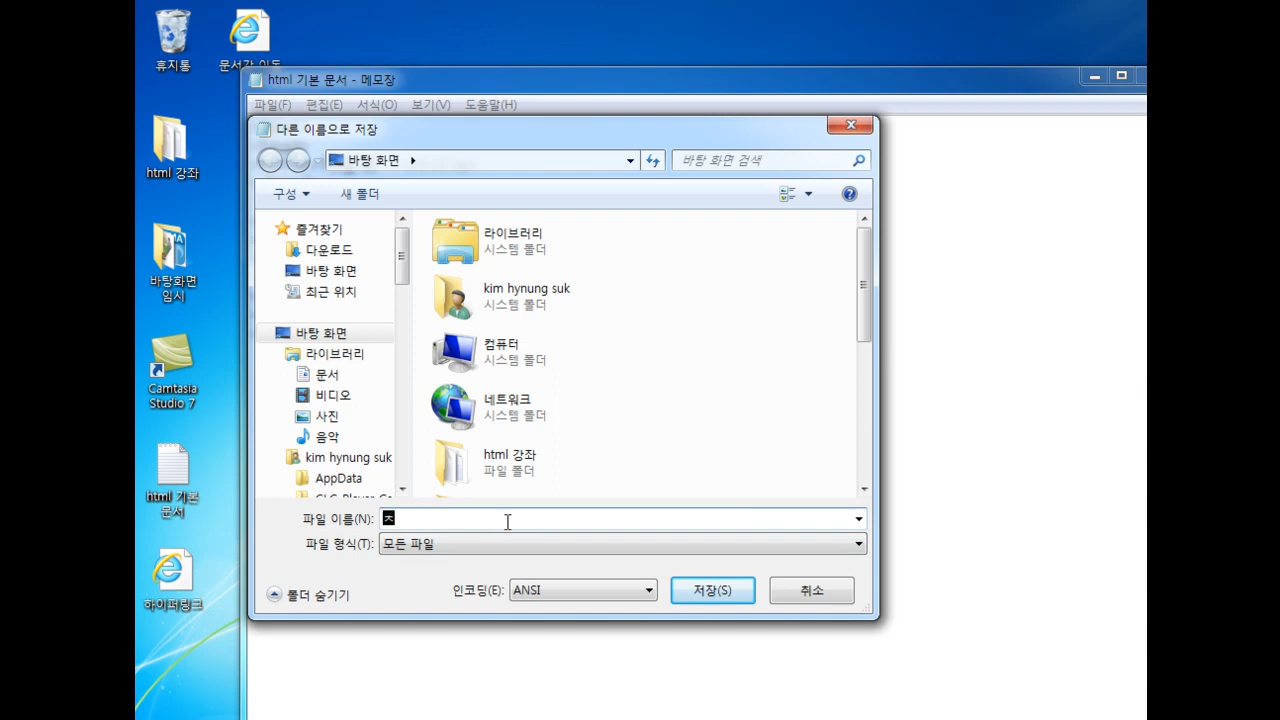 휴지통
문서간 이동
html 기본 문서 - 메모장
파일(F) 편집(E) 서식(O) 보기(V) 도움말(H)
다른 이름으로 저장
바탕 화면
바탕 화면 검색
구성
새 폴더
html 강좌
바탕화면
임시
Camtasia
Studio 7
html 기본
문서
하이퍼링크
즐겨찾기
다운로드
바탕 화면
최근 위치
바탕 화면
라이브러리
문서
비디오
사진
음악
kim hynung suk
AppData
라이브러리
시스템 폴더
kim hynung suk
시스템 폴더
컴퓨터
시스템 폴더
네트워크
시스템 폴더
html 강좌
파일 폴더
파일 이름(N): ㅊ
파일 형식(T): 모든 파일
폴더 숨기기
인코딩(E): ANSI
저장(S)
취소